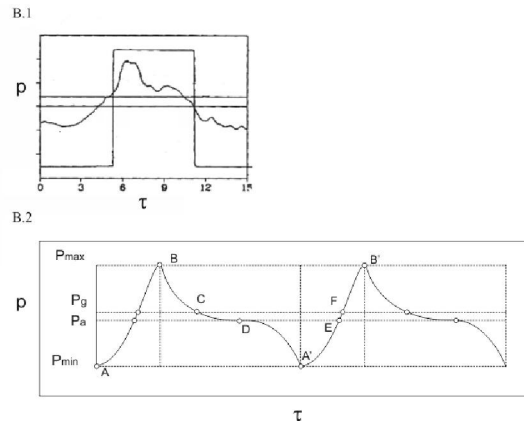 B.1
p
0 3 6 9 12 15
τ
B.2
Pmax B B'
Pg C F
p
Pa D E
Pmin A A'
τ